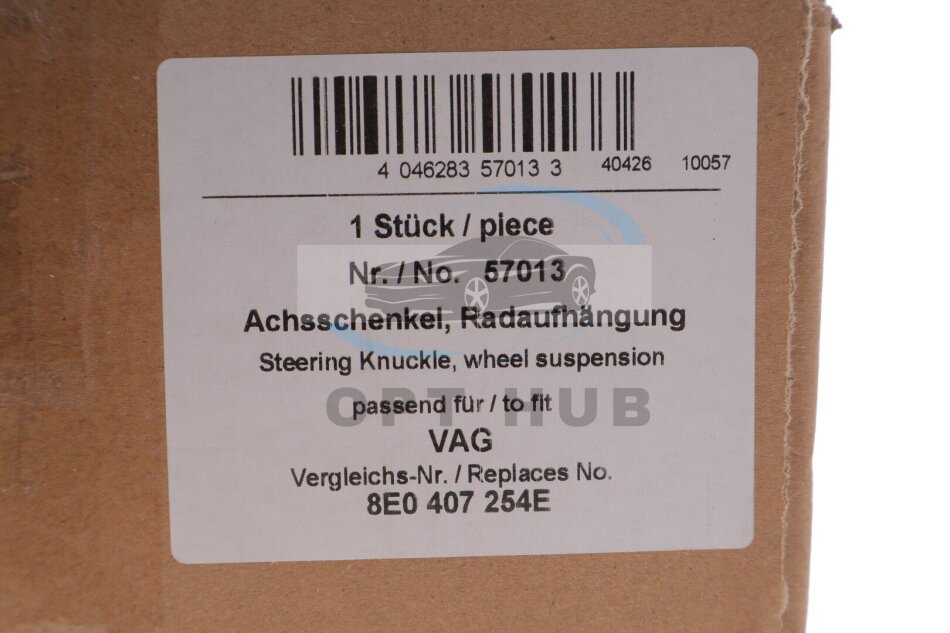 4 046283 57013 3 40426 10057
1 Stück / piece
Nr. / No. 57013
Achsschenkel, Radaufhängung
Steering Knuckle, wheel suspension
passend für / to fit
OPT HUB
VAG
Vergleichs-Nr. / Replaces No.
8E0 407 254E